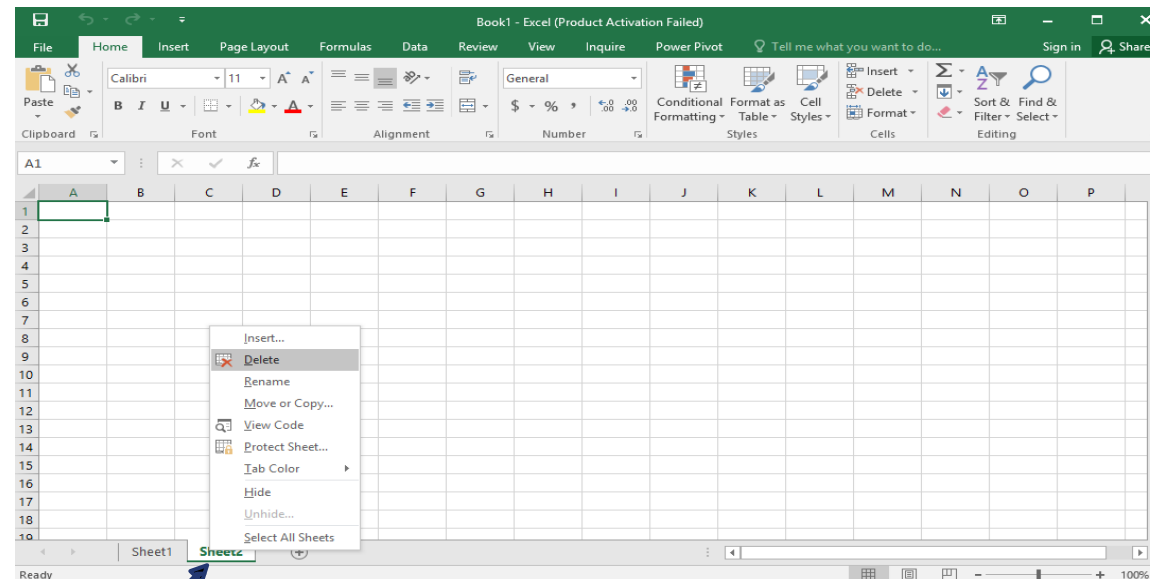 Book1 - Excel (Product Activation Failed)
File Home Insert Page Layout Formulas Data Review View Inquire Power Pivot Tell me what you want to do... Sign in Share
Paste
Calibri 11
B I U A
General
$ % , .00 .0
Conditional Formatting
Format as Table
Cell Styles
Insert
Delete
Format
Sort & Filter
Find & Select
Clipboard Font Alignment Number Styles Cells Editing
A1 fx
A B C D E F G H I J K L M N O P
1
2
3
4
5
6
7
8
9
10
11
12
13
14
15
16
17
18
19
Insert...
Delete
Rename
Move or Copy...
View Code
Protect Sheet...
Tab Color
Hide
Unhide...
Select All Sheets
Sheet1 Sheet2
Ready 100%